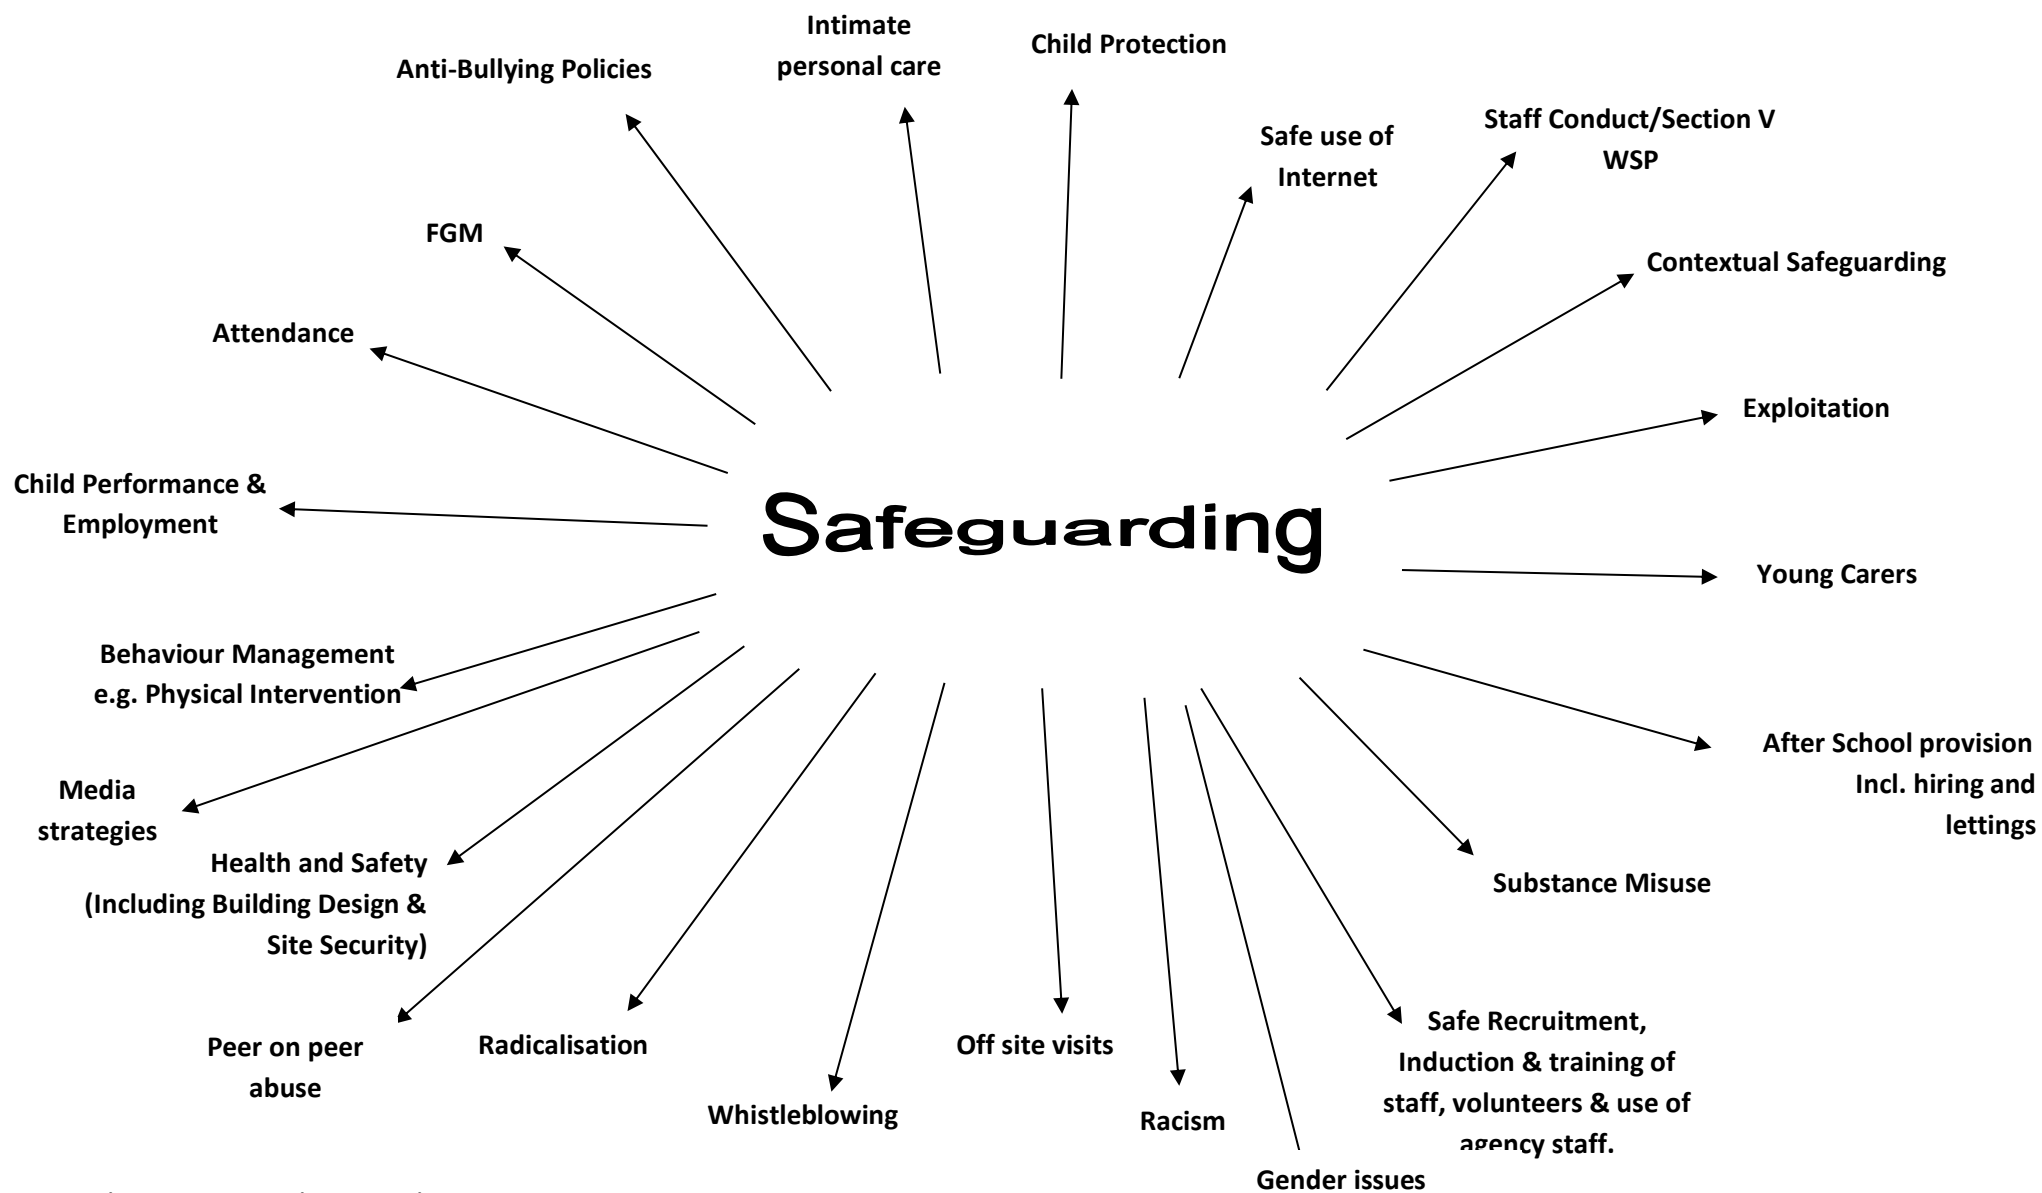 Intimate
personal care
Child Protection
Anti-Bullying Policies
Safe use of
Internet
Staff Conduct/Section V
WSP
FGM
Contextual Safeguarding
Attendance
Exploitation
Child Performance &
Employment
Safeguarding
Young Carers
Behaviour Management
e.g. Physical Intervention
After School provision
Incl. hiring and
lettings
Media
strategies
Health and Safety
(Including Building Design &
Site Security)
Substance Misuse
Peer on peer
abuse
Radicalisation
Whistleblowing
Off site visits
Racism
Safe Recruitment,
Induction & training of
staff, volunteers & use of
agency staff.
Gender issues